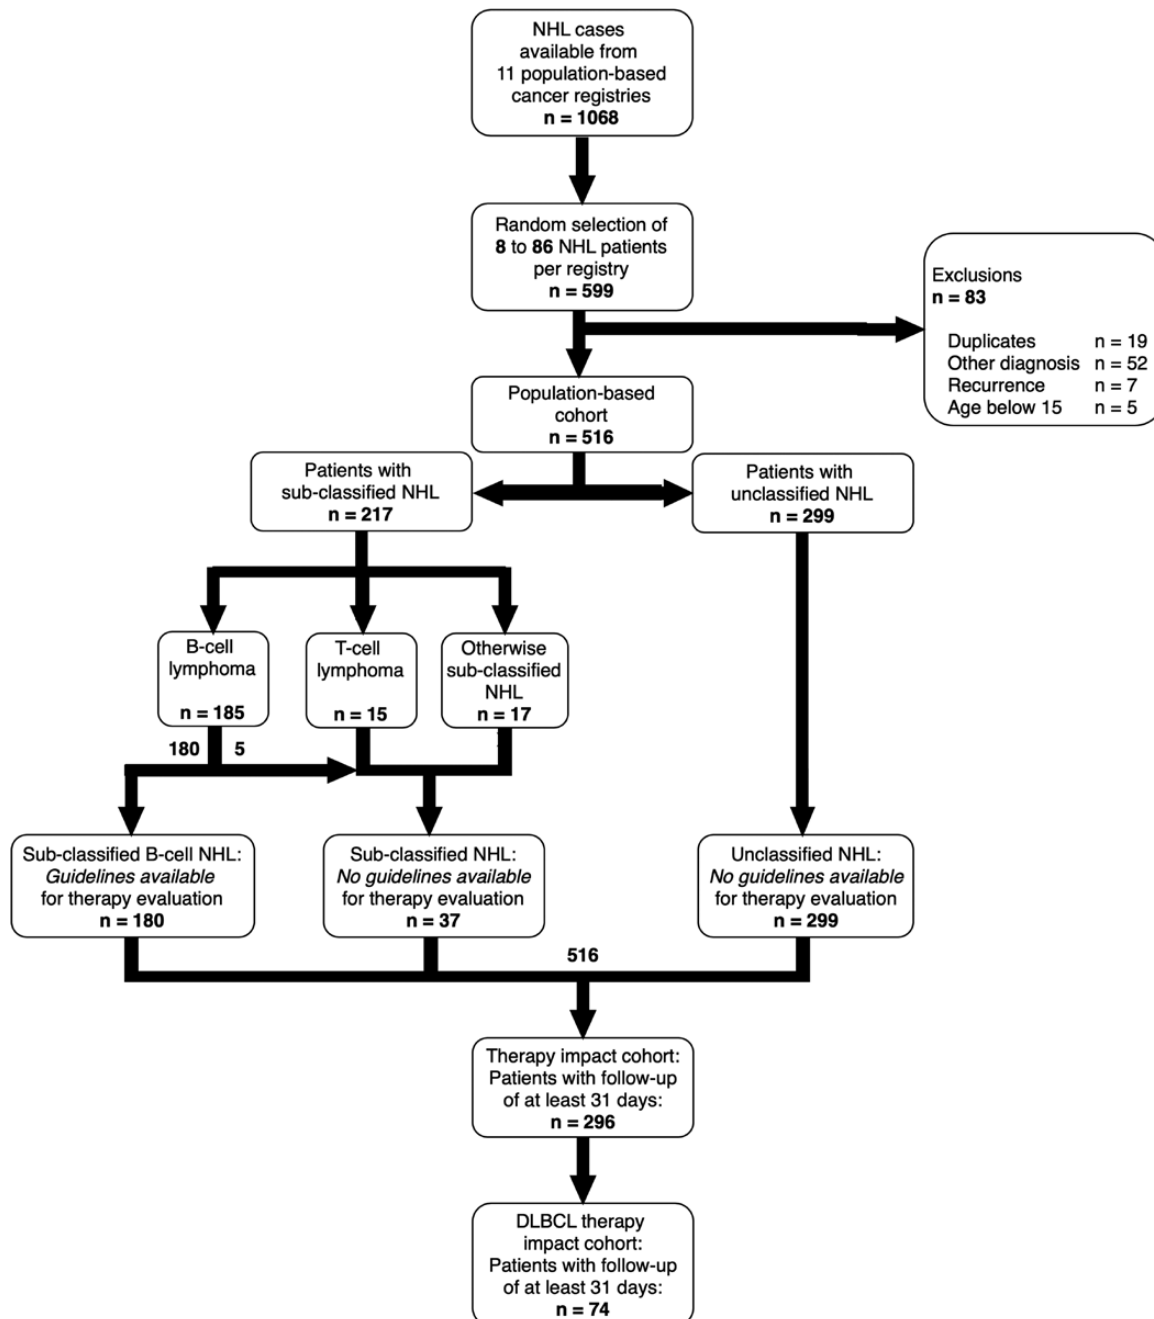 NHL cases
available from
11 population-based
cancer registries
n = 1068
Random selection of
8 to 86 NHL patients
per registry
n = 599
Exclusions
n = 83
Duplicates n = 19
Other diagnosis n = 52
Recurrence n = 7
Age below 15 n = 5
Population-based
cohort
n = 516
Patients with
sub-classified NHL
n = 217
Patients with
unclassified NHL
n = 299
B-cell
lymphoma
n = 185
T-cell
lymphoma
n = 15
Otherwise
sub-classified
NHL
n = 17
180 5
Sub-classified B-cell NHL:
Guidelines available
for therapy evaluation
n = 180
Sub-classified NHL:
No guidelines available
for therapy evaluation
n = 37
Unclassified NHL:
No guidelines available
for therapy evaluation
n = 299
516
Therapy impact cohort:
Patients with follow-up
of at least 31 days:
n = 296
DLBCL therapy
impact cohort:
Patients with follow-up
of at least 31 days:
n = 74